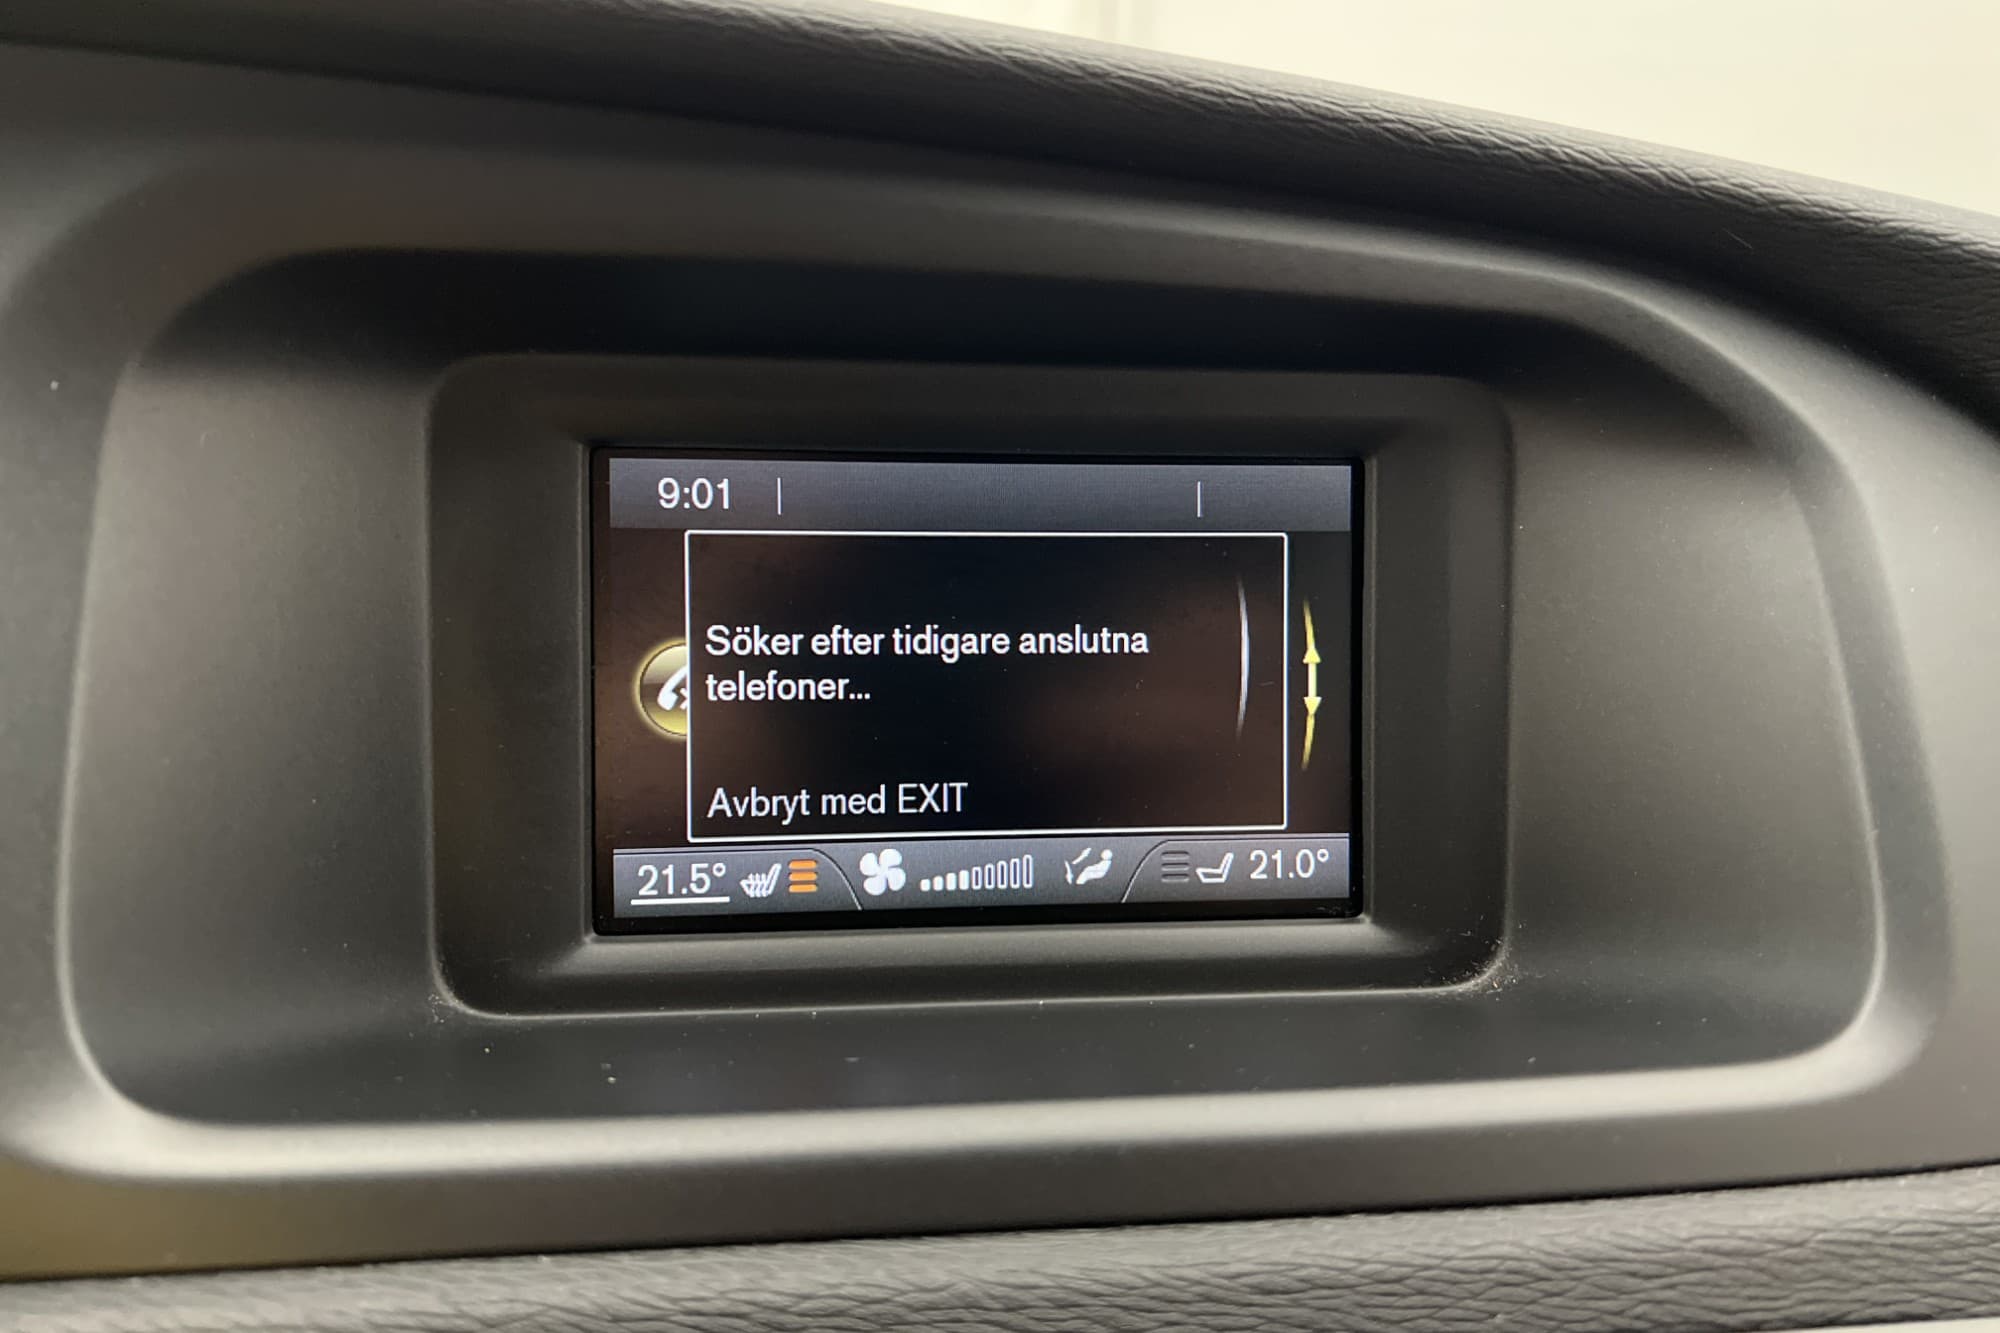 9:01
Söker efter tidigare anslutna
telefoner...
Avbryt med EXIT
21.5° 21.0°